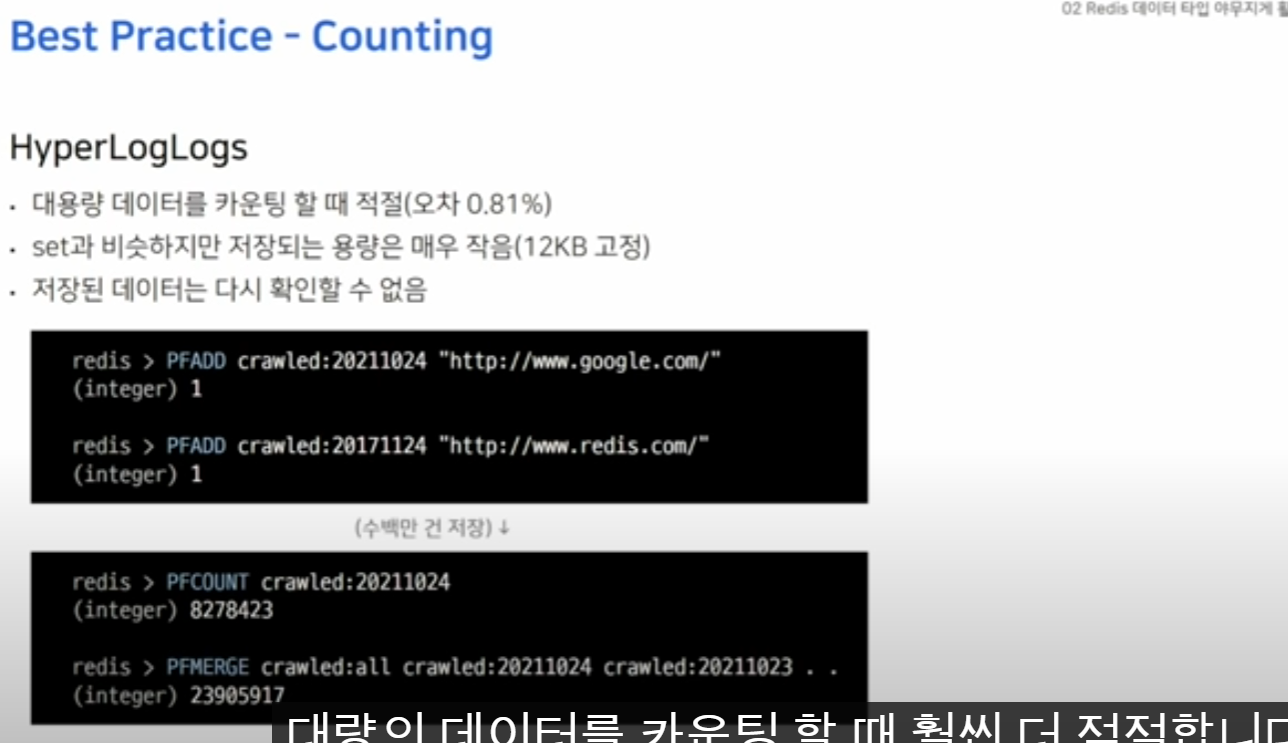 02 Redis 데이터 타입 야무지게
Best Practice - Counting
HyperLogLogs
· 대용량 데이터를 카운팅 할 때 적절(오차 0.81%)
· set과 비슷하지만 저장되는 용량은 매우 작음(12KB 고정)
· 저장된 데이터는 다시 확인할 수 없음
redis > PFADD crawled:20211024 "http://www.google.com/"
(integer) 1
redis > PFADD crawled:20171124 "http://www.redis.com/"
(integer) 1
(수백만 건 저장) ↓
redis > PFCOUNT crawled:20211024
(integer) 8278423
redis > PFMERGE crawled:all crawled:20211024 crawled:20211023 . .
(integer) 23905917
대량의 데이터를 카운팅 할 때 훨씬 더 적절합니다